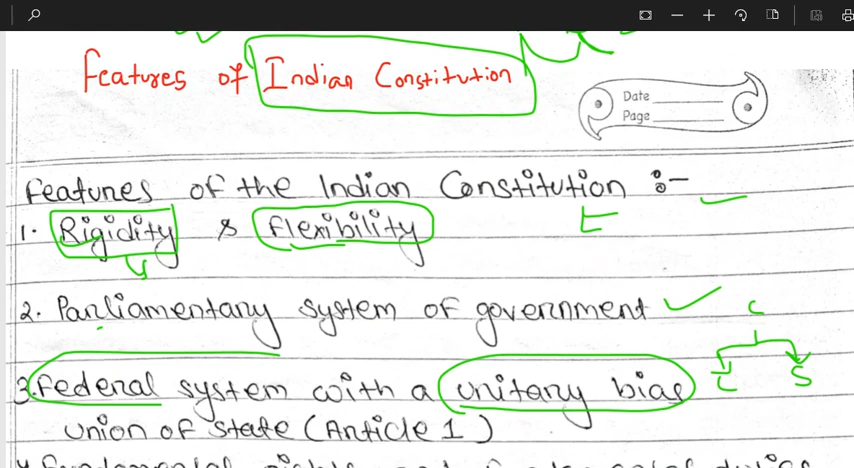 Features of Indian Constitution
Date
Page
Features of the Indian Constitution :-
1. Rigidity & flexibility
2. Parliamentary system of government
C
3. Federal system with a unitary bias
C S
Union of state (Article 1)